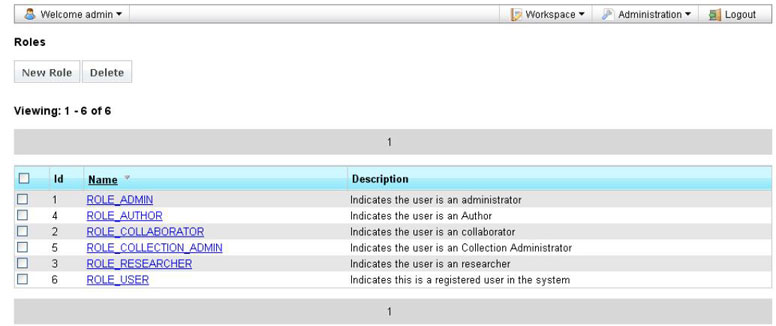 Welcome admin Workspace Administration Logout
Roles
New Role Delete
Viewing: 1 - 6 of 6
1
Id Name Description
1 ROLE_ADMIN Indicates the user is an administrator
4 ROLE_AUTHOR Indicates the user is an Author
2 ROLE_COLLABORATOR Indicates the user is an collaborator
5 ROLE_COLLECTION_ADMIN Indicates the user is an Collection Administrator
3 ROLE_RESEARCHER Indicates the user is an researcher
6 ROLE_USER Indicates this is a registered user in the system
1